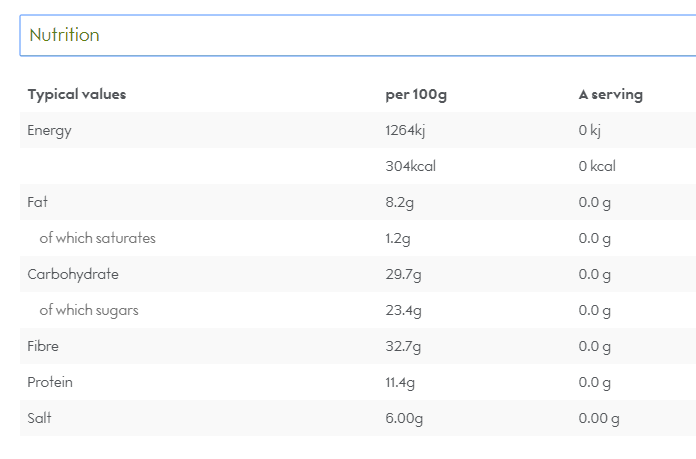 Nutrition
Typical values per 100g A serving
Energy 1264kj 0 kj
304kcal 0 kcal
Fat 8.2g 0.0 g
of which saturates 1.2g 0.0 g
Carbohydrate 29.7g 0.0 g
of which sugars 23.4g 0.0 g
Fibre 32.7g 0.0 g
Protein 11.4g 0.0 g
Salt 6.00g 0.00 g